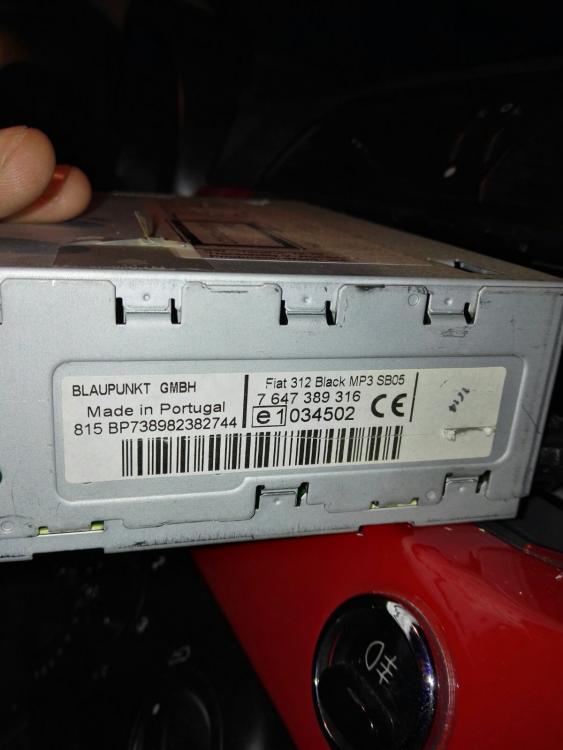 BLAUPUNKT GMBH
Made in Portugal
815 BP738982382744
Fiat 312 Black MP3 SB05
7 647 389 316
e1 034502 CE